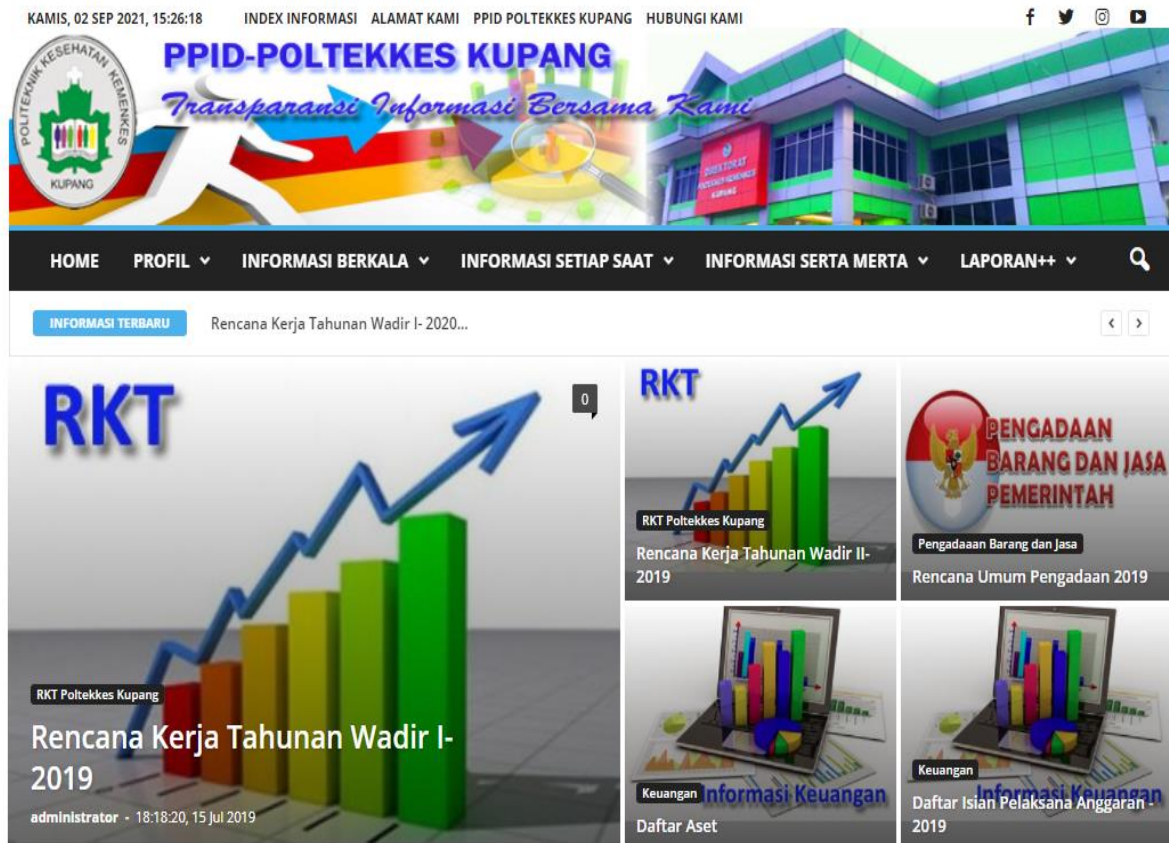 KAMIS, 02 SEP 2021, 15:26:18 INDEX INFORMASI ALAMAT KAMI PPID POLTEKKES KUPANG HUBUNGI KAMI
POLITEKNIK KESEHATAN KEMENKES
KUPANG
PPID-POLTEKKES KUPANG
Transparansi Informasi Bersama Kami
DIREKTORAT
POLTEKKES KEMENKES
KUPANG
HOME PROFIL INFORMASI BERKALA INFORMASI SETIAP SAAT INFORMASI SERTA MERTA LAPORAN++
INFORMASI TERBARU Rencana Kerja Tahunan Wadir I- 2020...
RKT
0
RKT Poltekkes Kupang
Rencana Kerja Tahunan Wadir I-
2019
administrator - 18:18:20, 15 Jul 2019
RKT
RKT Poltekkes Kupang
Rencana Kerja Tahunan Wadir II-
2019
PENGADAAN
BARANG DAN JASA
PEMERINTAH
Pengadaaan Barang dan Jasa
Rencana Umum Pengadaan 2019
Keuangan
Informasi Keuangan
Daftar Aset
Keuangan
Informasi Keuangan
Daftar Isian Pelaksana Anggaran -
2019